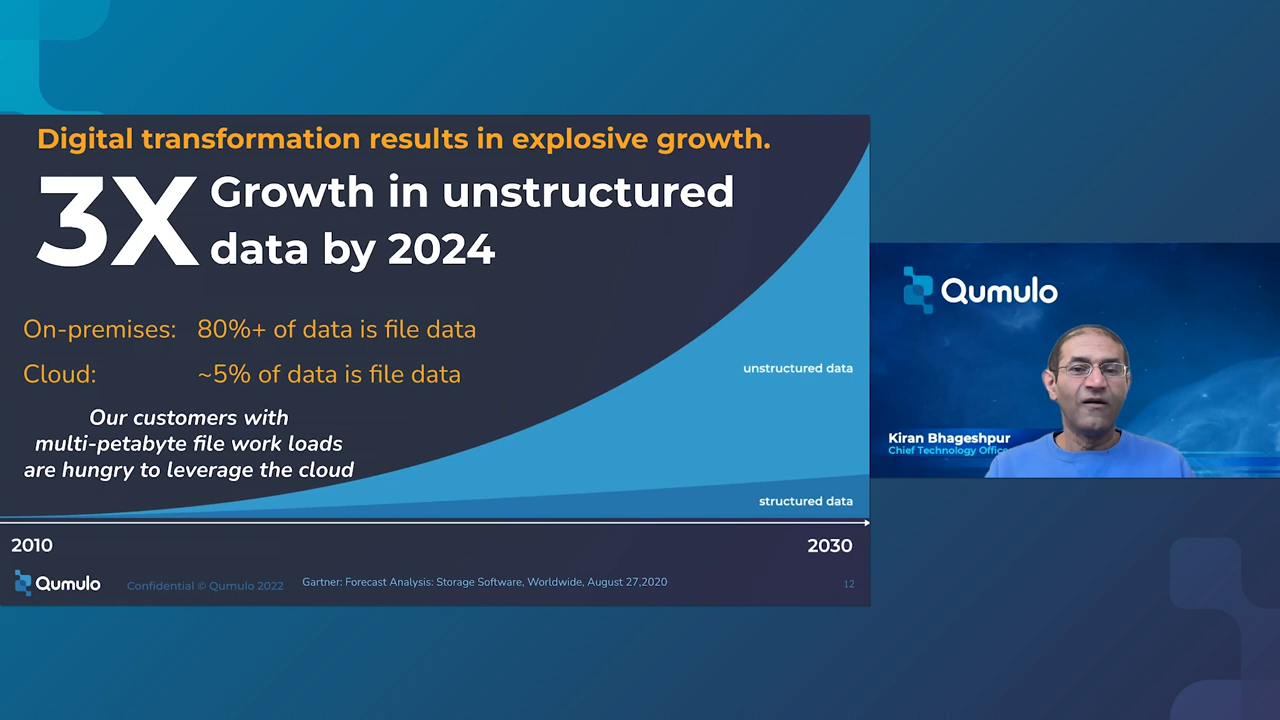 Digital transformation results in explosive growth.
3X Growth in unstructured
data by 2024
On-premises: 80%+ of data is file data
Cloud: ~5% of data is file data
Our customers with
multi-petabyte file work loads
are hungry to leverage the cloud
unstructured data
structured data
2010
2030
Qumulo
Confidential © Qumulo 2022
Gartner: Forecast Analysis: Storage Software, Worldwide, August 27,2020
12
Qumulo
Kiran Bhageshpur
Chief Technology Office